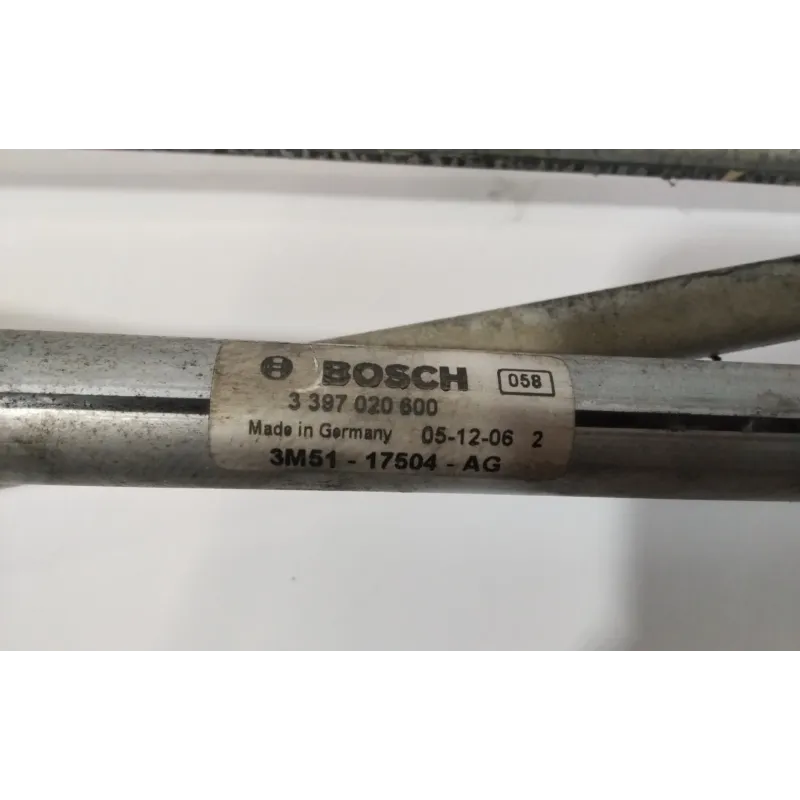 BOSCH 058
3 397 020 600
Made in Germany 05-12-06 2
3M51 - 17504 - AG